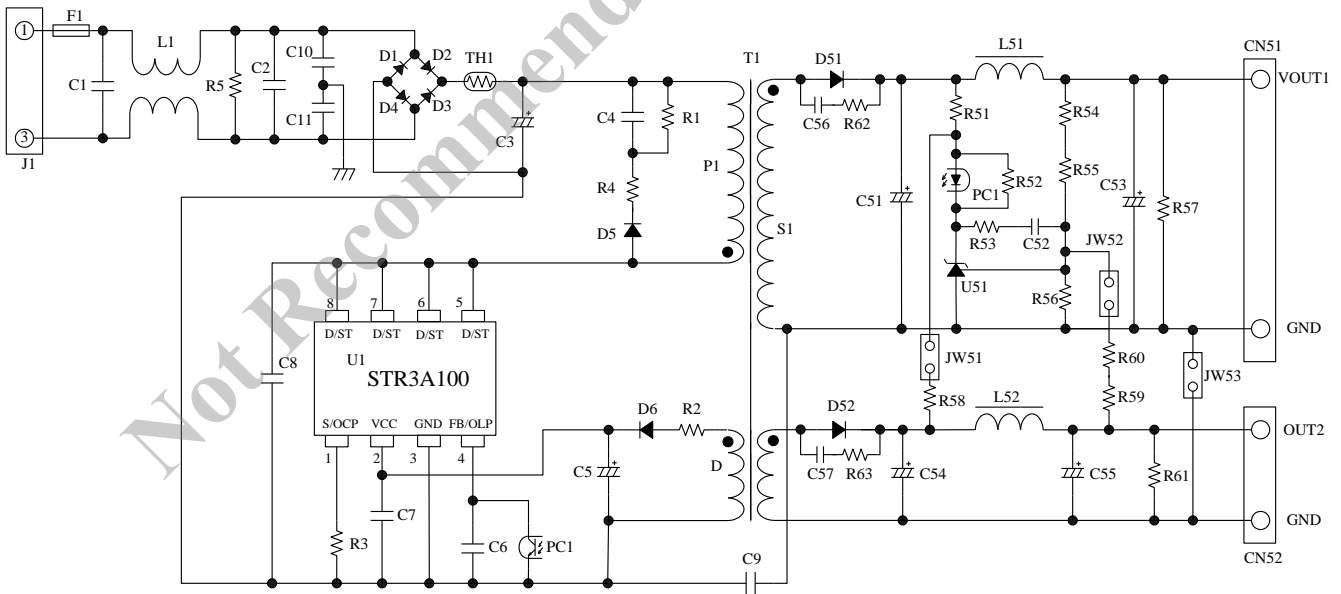 F1
L1
C10
D1
D2
TH1
T1
D51
L51
CN51
1
C1
R5
C2
VOUT1
C11
D4
D3
C3
C4
R1
C56
R62
R51
R54
3
J1
P1
R4
D5
C51
PC1
R52
R55
C53
R57
S1
R53
C52
JW52
U51
R56
Not Recommend
8
7
6
5
D/ST
D/ST
D/ST
D/ST
GND
C8
U1
STR3A100
JW51
R60
JW53
R58
R59
L52
S/OCP
VCC
GND
FB/OLP
D6
R2
D52
OUT2
1
2
3
4
C5
D
C57
R63
C54
C55
R61
C7
GND
R3
C6
PC1
C9
CN52